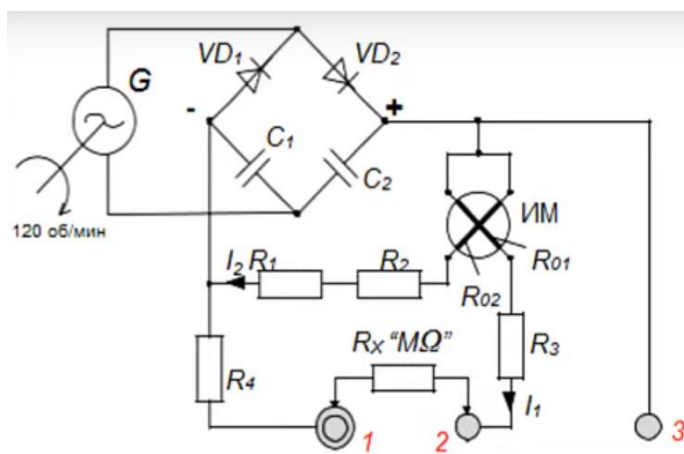 VD1
VD2
G
-
+
C1
C2
120 об/мин
ИМ
I2 R1
R2
R01
R02
Rx "MΩ"
R3
R4
I1
1
2
3